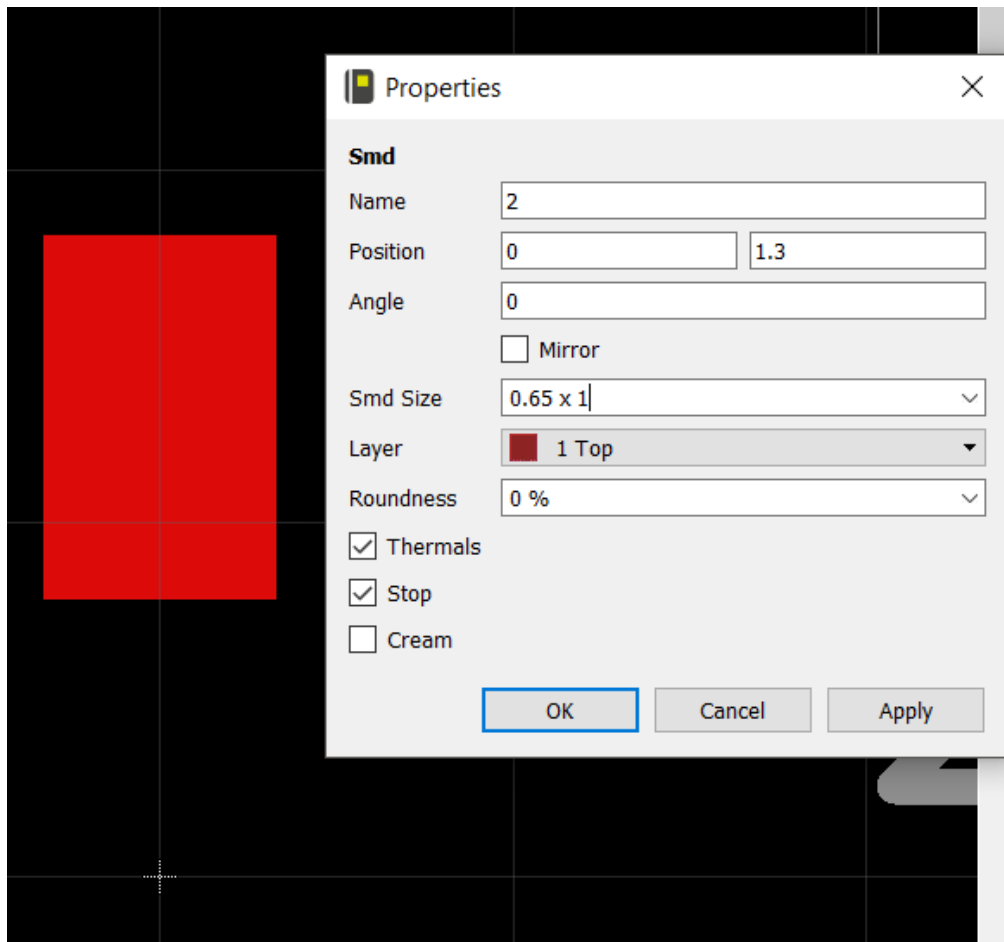 Properties
Smd
Name 2
Position 0 1.3
Angle 0
Mirror
Smd Size 0.65 x 1
Layer 1 Top
Roundness 0 %
Thermals
Stop
Cream
OK Cancel Apply